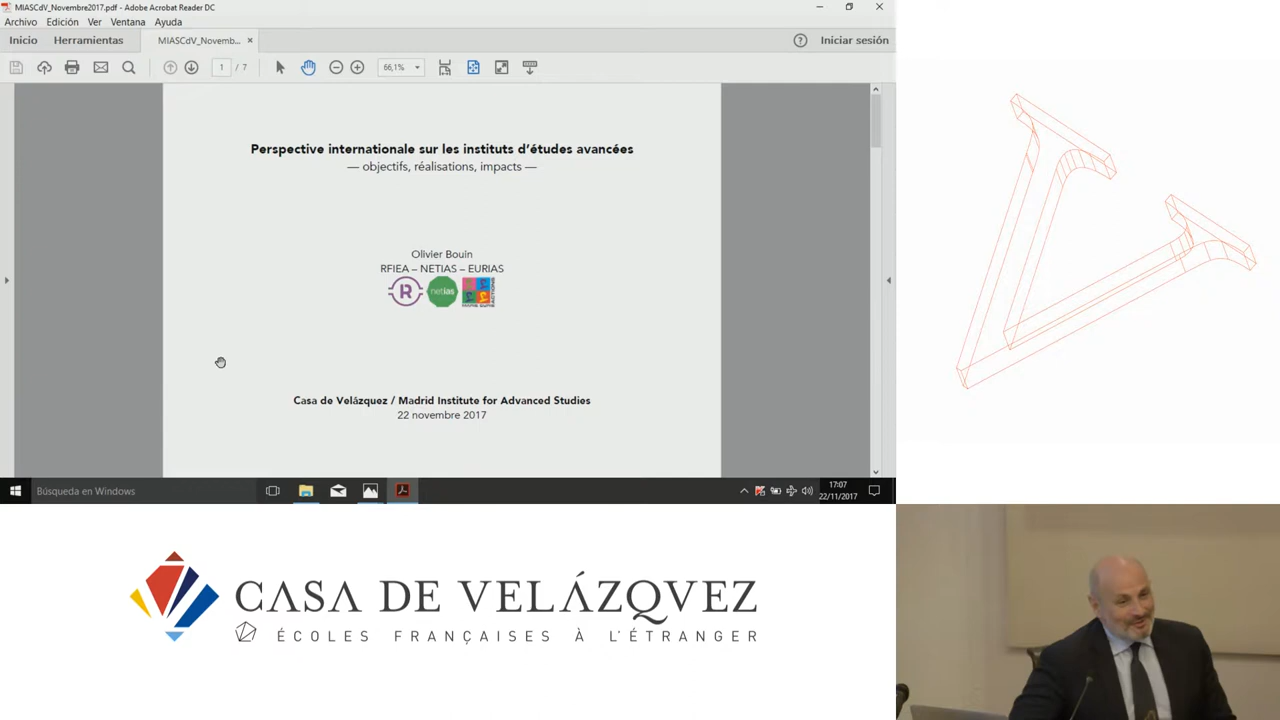 MIASCdV_Novembre2017.pdf - Adobe Acrobat Reader DC
Archivo Edición Ver Ventana Ayuda
Inicio Herramientas MIASCdV_Novemb... × Iniciar sesión
1 / 7 66,1%
Perspective internationale sur les instituts d'études avancées
— objectifs, réalisations, impacts —
Olivier Bouin
RFIEA – NETIAS – EURIAS
R netias
Casa de Velázquez / Madrid Institute for Advanced Studies
22 novembre 2017
Búsqueda en Windows
17:07
22/11/2017
CASA DE VELÁZQVEZ
ÉCOLES FRANÇAISES À L'ÉTRANGER